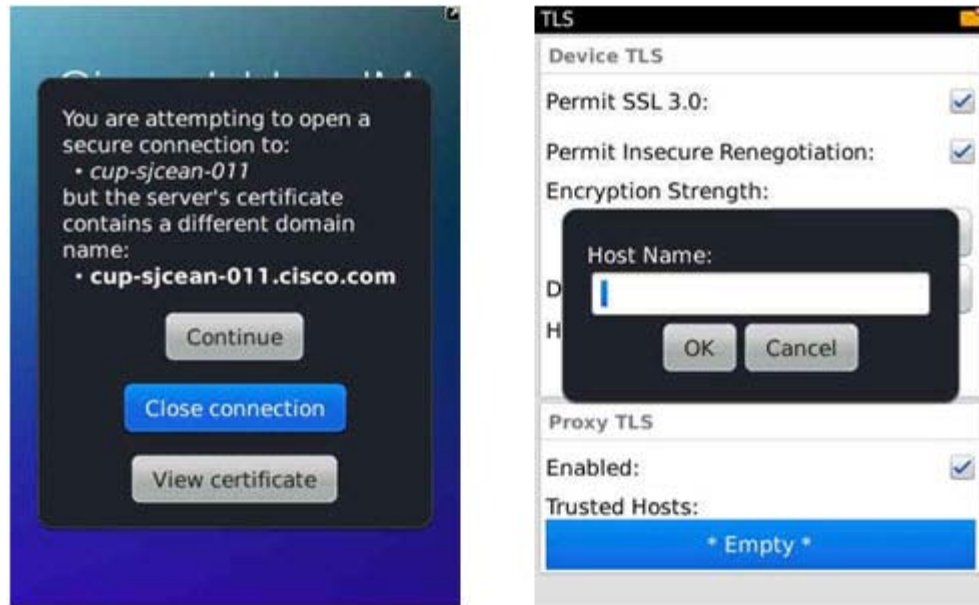 You are attempting to open a
secure connection to:
• cup-sjcean-011
but the server's certificate
contains a different domain
name:
• cup-sjcean-011.cisco.com
Continue
Close connection
View certificate
TLS
Device TLS
Permit SSL 3.0:
Permit Insecure Renegotiation:
Encryption Strength:
Host Name:
D
H
OK Cancel
Proxy TLS
Enabled:
Trusted Hosts:
* Empty *